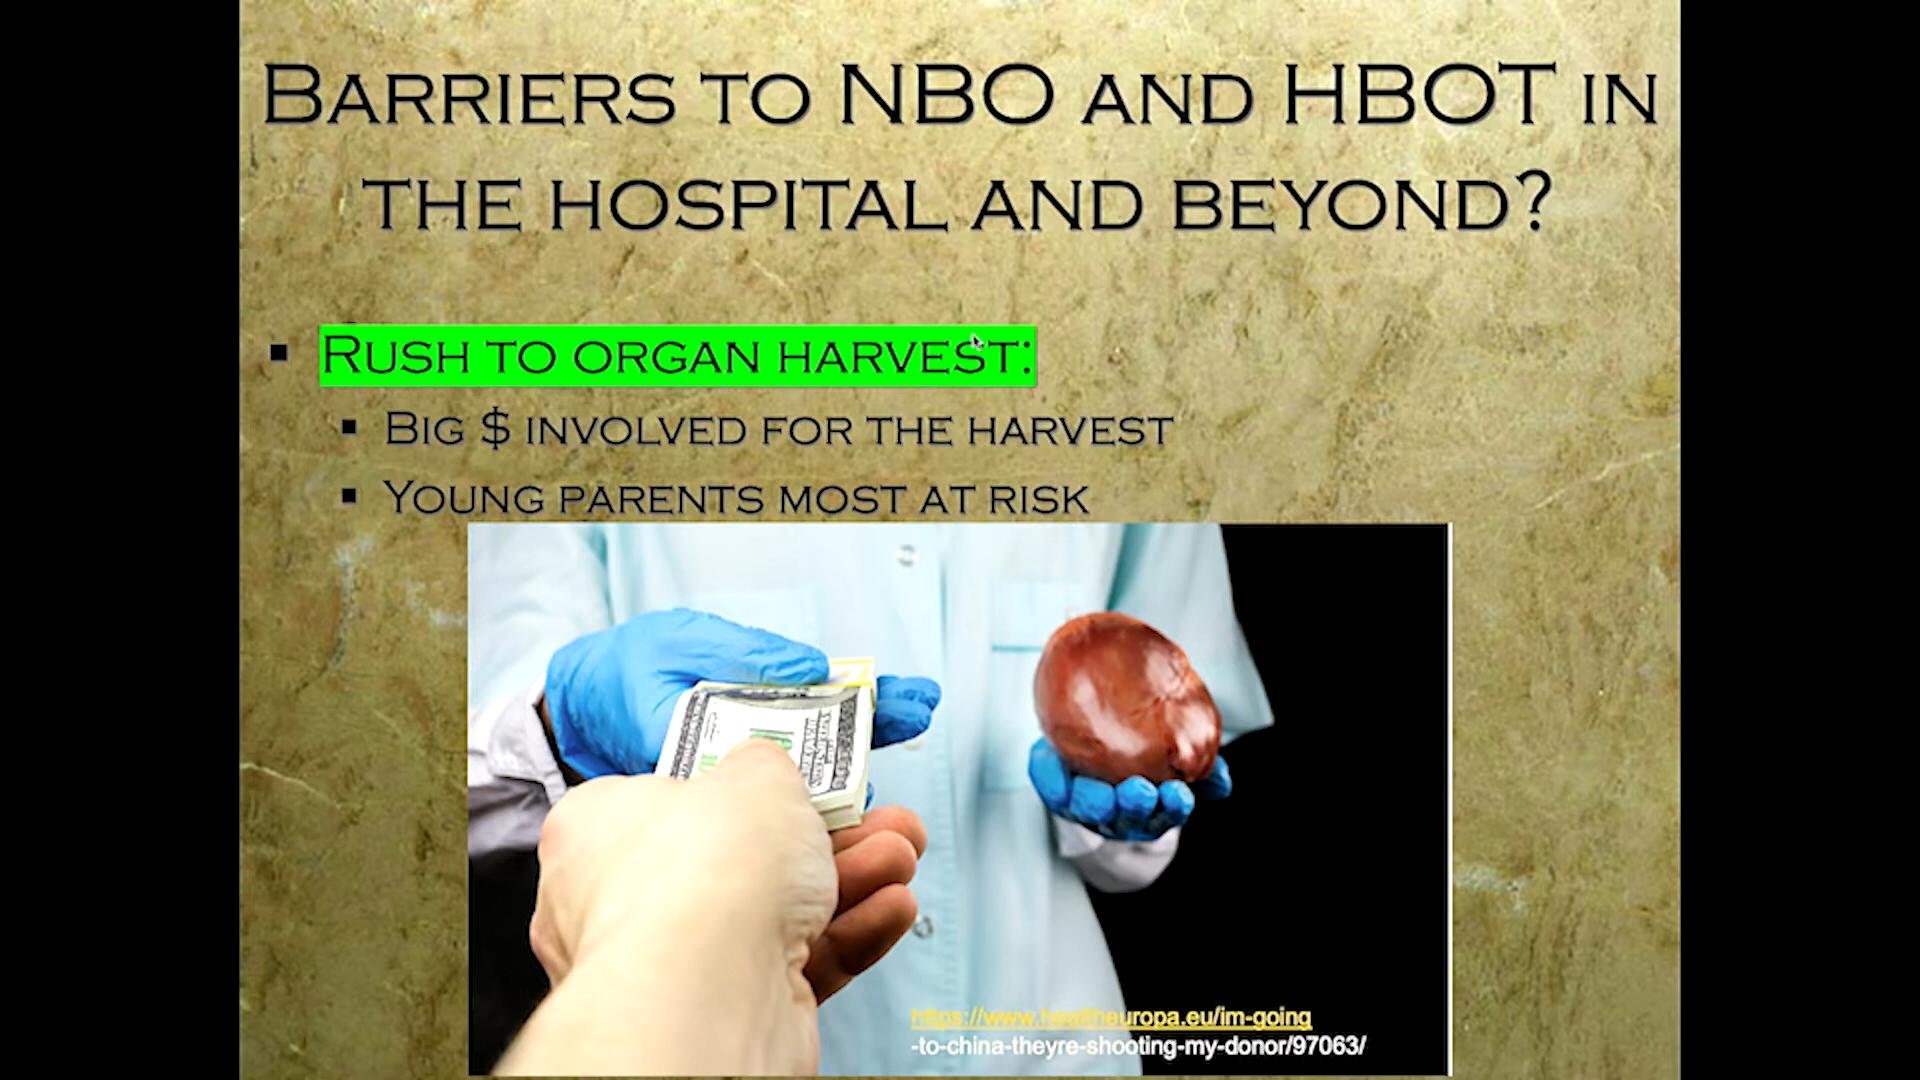 BARRIERS TO NBO AND HBOT IN
THE HOSPITAL AND BEYOND?
RUSH TO ORGAN HARVEST:
BIG $ INVOLVED FOR THE HARVEST
YOUNG PARENTS MOST AT RISK
https://www.healtheuropa.eu/im-going
-to-china-theyre-shooting-my-donor/97063/